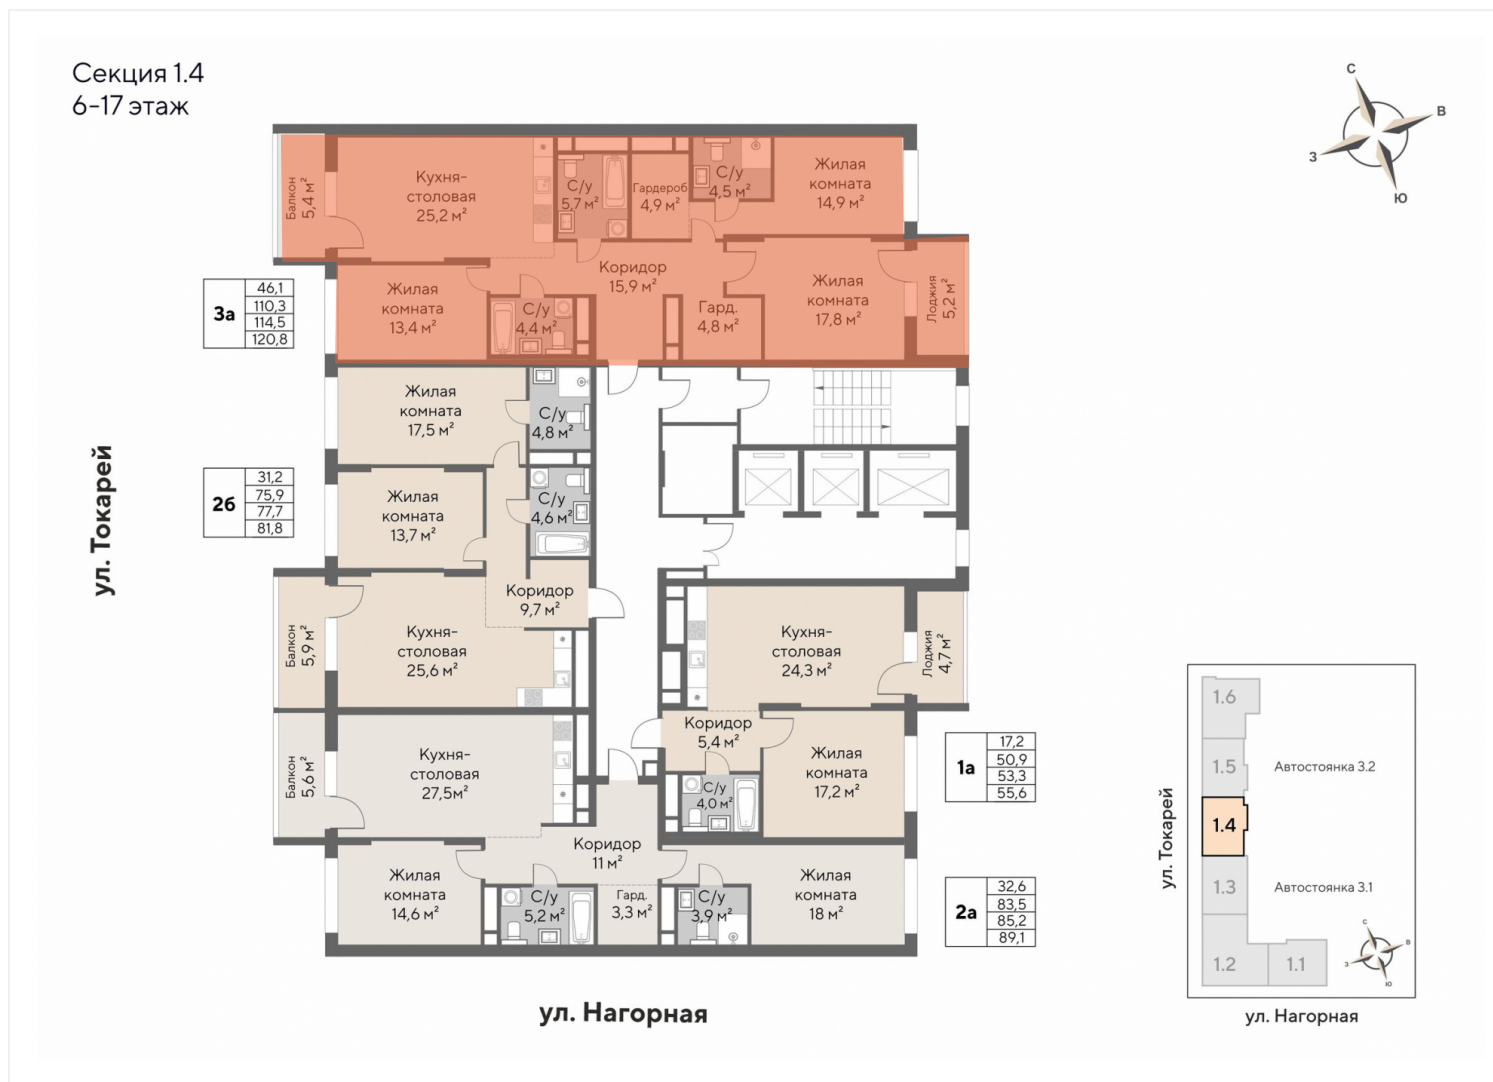 Секция 1.4
6-17 этаж
С
В
З
Ю
Балкон
5,4 м²
Кухня-
столовая
25,2 м²
С/у
5,7 м²
Гардероб
4,9 м²
С/у
4,5 м²
Жилая
комната
14,9 м²
Коридор
15,9 м²
Жилая
комната
13,4 м²
С/у
4,4 м²
Гард.
4,8 м²
Жилая
комната
17,8 м²
Лоджия
5,2 м²
3а
46,1
110,3
114,5
120,8
Жилая
комната
17,5 м²
С/у
4,8 м²
2б
31,2
75,9
77,7
81,8
Жилая
комната
13,7 м²
С/у
4,6 м²
Коридор
9,7 м²
Балкон
5,9 м²
Кухня-
столовая
25,6 м²
Кухня-
столовая
24,3 м²
Лоджия
4,7 м²
Коридор
5,4 м²
Жилая
комната
17,2 м²
С/у
4,0 м²
1а
17,2
50,9
53,3
55,6
Балкон
5,6 м²
Кухня-
столовая
27,5м²
Коридор
11 м²
Жилая
комната
14,6 м²
С/у
5,2 м²
Гард.
3,3 м²
С/у
3,9 м²
Жилая
комната
18 м²
2а
32,6
83,5
85,2
89,1
ул. Токарей
ул. Нагорная
1.6
1.5
Автостоянка 3.2
1.4
1.3
Автостоянка 3.1
1.2
1.1
С
В
З
Ю
ул. Токарей
ул. Нагорная